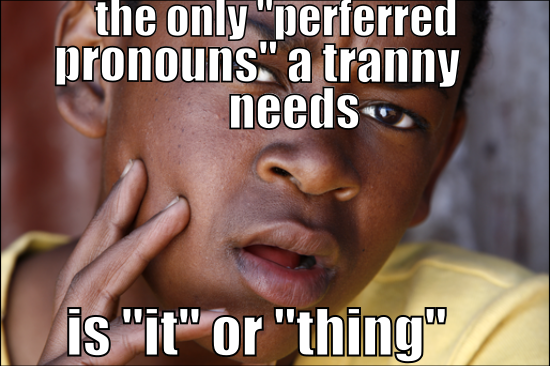 the only "perferred
pronouns" a tranny
needs
is "it" or "thing"